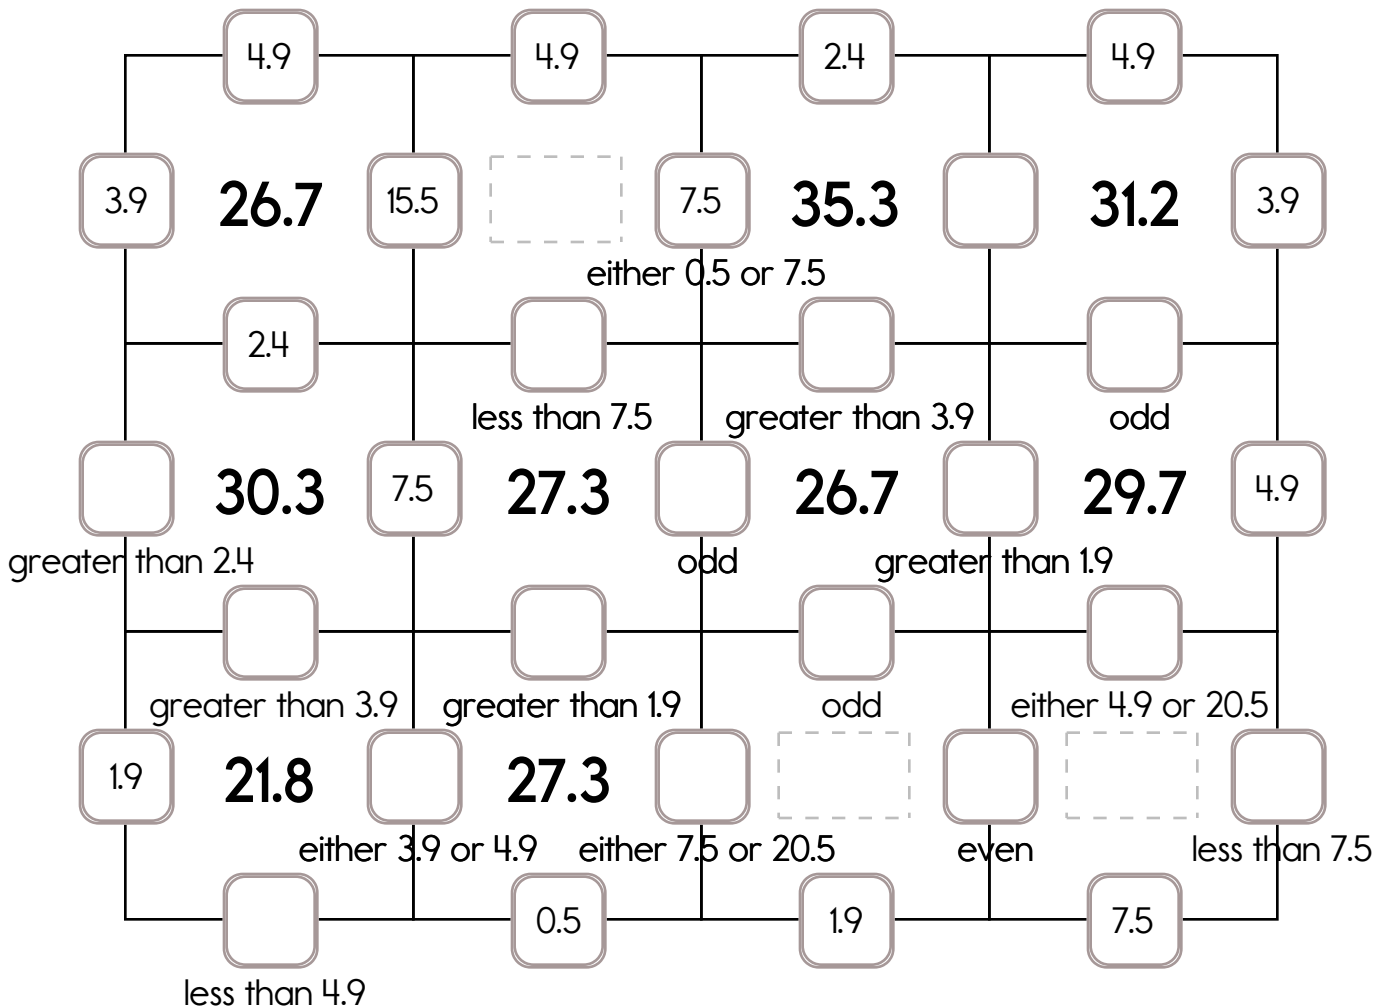 4.9 4.9 2.4 4.9
3.9 26.7 15.5 7.5 35.3 31.2 3.9
either 0.5 or 7.5
2.4
less than 7.5 greater than 3.9 odd
30.3 7.5 27.3 26.7 29.7 4.9
greater than 2.4 odd greater than 1.9
greater than 3.9 greater than 1.9 odd either 4.9 or 20.5
1.9 21.8 27.3
either 3.9 or 4.9 either 7.5 or 20.5 even less than 7.5
0.5 1.9 7.5
less than 4.9